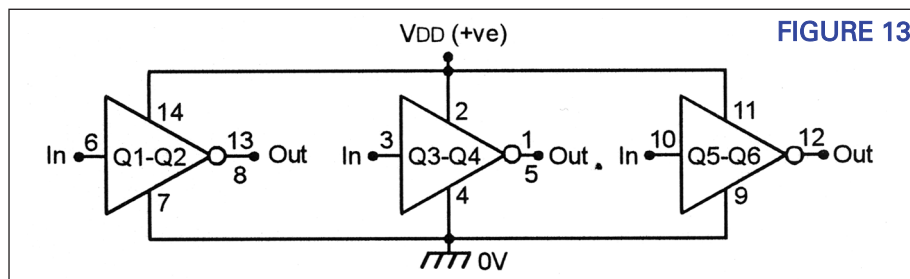 FIGURE 13
VDD (+ve)
14
2
11
In 6 Q1-Q2 13 Out
8
In 3 Q3-Q4 1 Out
5
In 10 Q5-Q6 12 Out
7
4
9
0V